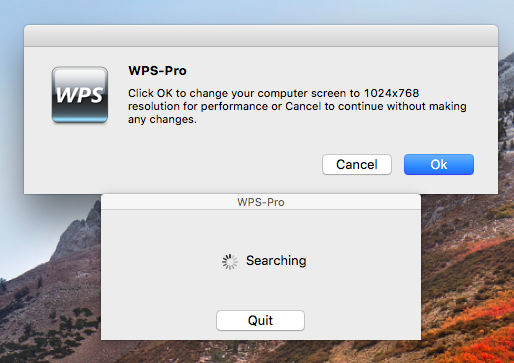 WPS-Pro
WPS
Click OK to change your computer screen to 1024x768
resolution for performance or Cancel to continue without making
any changes.
Cancel Ok
WPS-Pro
Searching
Quit